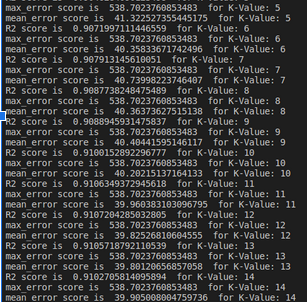 max_error score is  538.7023760853483  for K-Value:  5
mean_error score is  41.322527355445175  for K-Value:  5
R2 score is  0.9071997111446559  for K-Value:  6
max_error score is  538.7023760853483  for K-Value:  6
mean_error score is  40.35833671742496  for K-Value:  6
R2 score is  0.907913145610051  for K-Value:  7
max_error score is  538.7023760853483  for K-Value:  7
mean_error score is  40.73998223746407  for K-Value:  7
R2 score is  0.9087738248475489  for K-Value:  8
max_error score is  538.7023760853483  for K-Value:  8
mean_error score is  40.36373627515138  for K-Value:  8
R2 score is  0.908894593147583  for K-Value:  9
max_error score is  538.7023760853483  for K-Value:  9
mean_error score is  40.40441595146117  for K-Value:  9
R2 score is  0.9100152892296777  for K-Value:  10
max_error score is  538.7023760853483  for K-Value:  10
mean_error score is  40.20215137164133  for K-Value:  10
R2 score is  0.9106349372945618  for K-Value:  11
max_error score is  538.7023760853483  for K-Value:  11
mean_error score is  39.960383103096795  for K-Value:  11
R2 score is  0.9107204285032805  for K-Value:  12
max_error score is  538.7023760853483  for K-Value:  12
mean_error score is  39.8252680610604555  for K-Value:  12
R2 score is  0.9105718792110539  for K-Value:  13
max_error score is  538.7023760853483  for K-Value:  13
mean_error score is  39.80120656857058  for K-Value:  13
R2 score is  0.9102705814095894  for K-Value:  14
max_error score is  538.7023760853483  for K-Value:  14
mean_error score is  39.905008004759736  for K-Value:  14